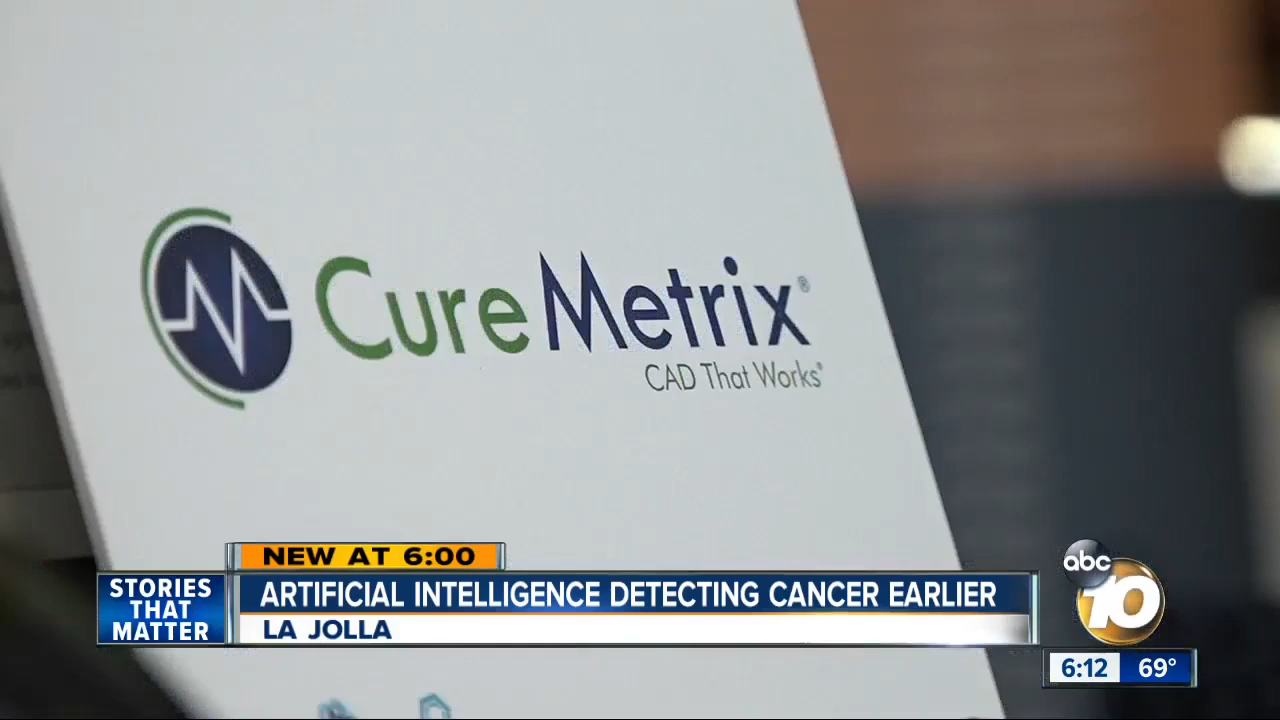 CureMetrix®
CAD That Works®
NEW AT 6:00
STORIES THAT MATTER
ARTIFICIAL INTELLIGENCE DETECTING CANCER EARLIER
LA JOLLA
abc
10
6:12 69°